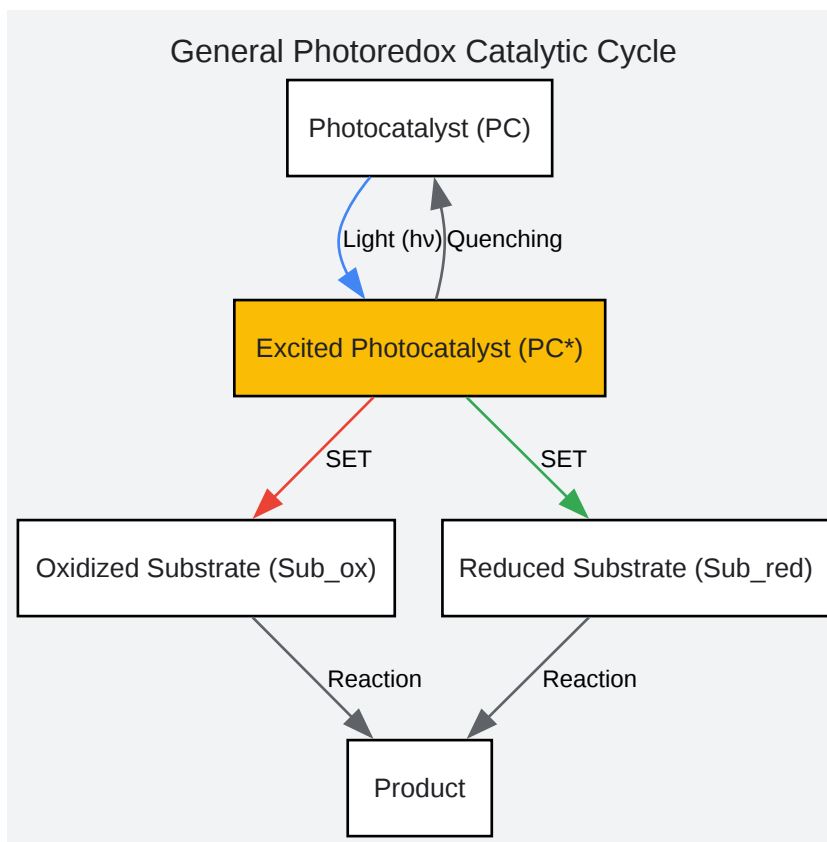 General Photoredox Catalytic Cycle
Photocatalyst (PC)
Light (hν)
Quenching
Excited Photocatalyst (PC*)
SET
SET
Oxidized Substrate (Sub_ox)
Reduced Substrate (Sub_red)
Reaction
Reaction
Product